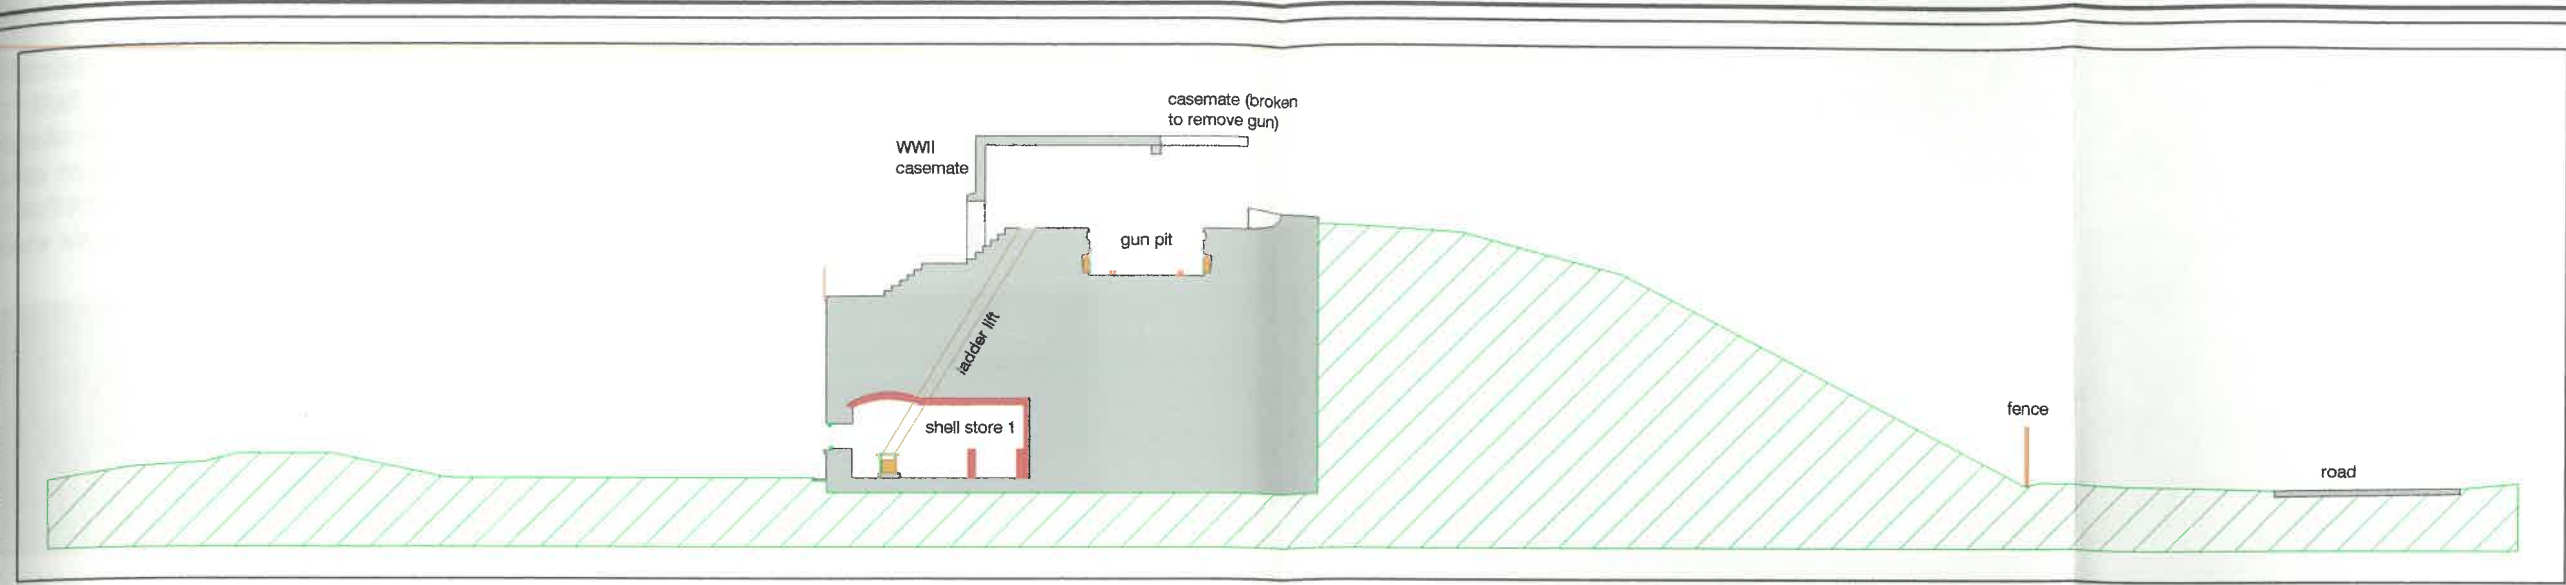 casemate (broken
to remove gun)
WWII
casemate
gun pit
ladder lift
shell store 1
fence
road